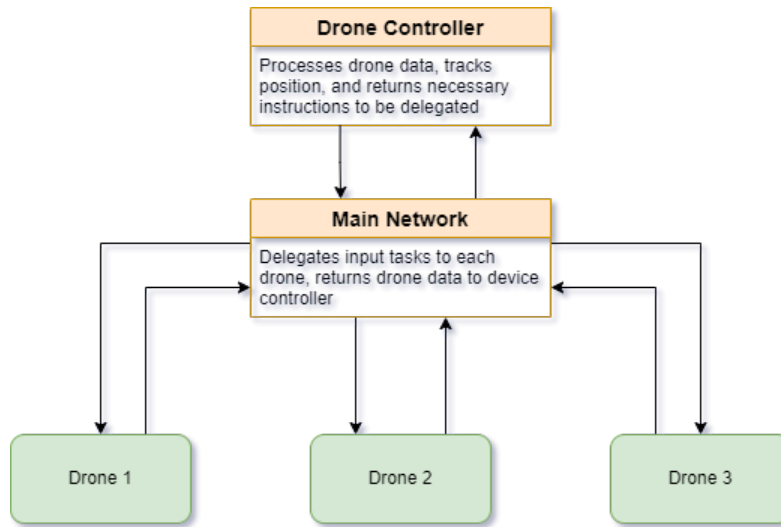 Drone Controller
Processes drone data, tracks
position, and returns necessary
instructions to be delegated
Main Network
Delegates input tasks to each
drone, returns drone data to device
controller
Drone 1
Drone 2
Drone 3